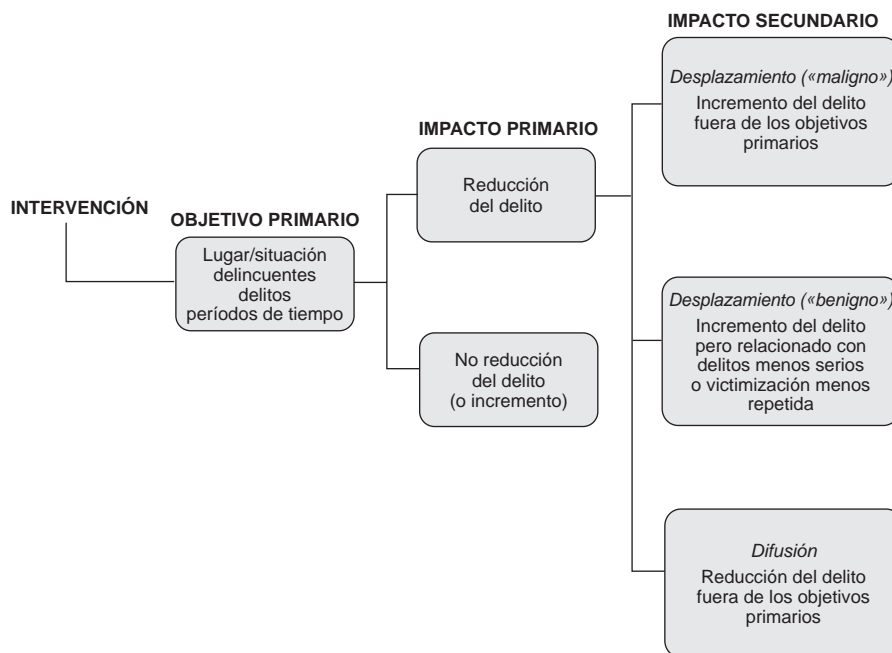 INTERVENCIÓN
OBJETIVO PRIMARIO
Lugar/situación
delincuentes
delitos
períodos de tiempo
IMPACTO PRIMARIO
Reducción
del delito
No reducción
del delito
(o incremento)
IMPACTO SECUNDARIO
Desplazamiento («maligno»)
Incremento del delito
fuera de los objetivos
primarios
Desplazamiento («benigno»)
Incremento del delito
pero relacionado con
delitos menos serios
o victimización menos
repetida
Difusión
Reducción del delito
fuera de los objetivos
primarios